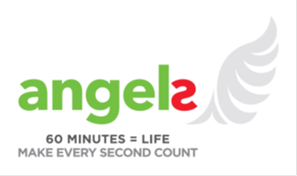 angels
60 MINUTES = LIFE
MAKE EVERY SECOND COUNT